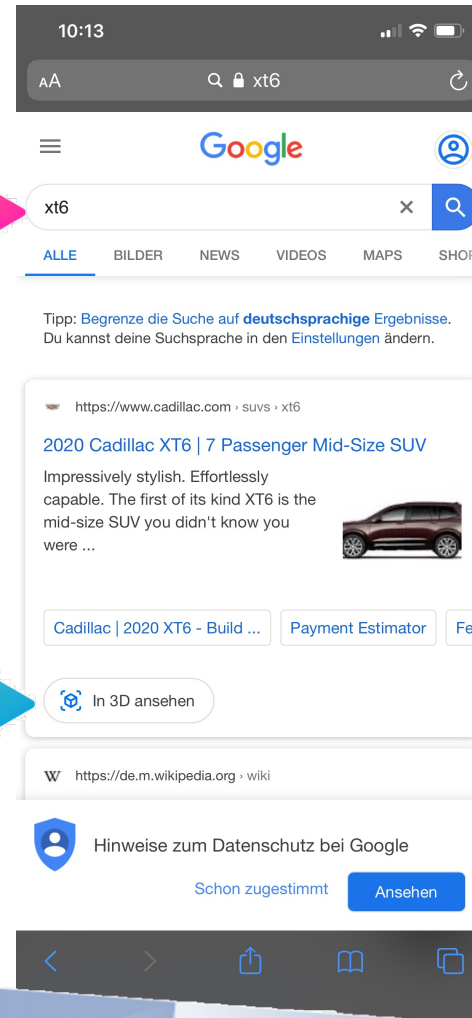 10:13
AA xt6
Google
xt6
ALLE BILDER NEWS VIDEOS MAPS
Tipp: Begrenze die Suche auf deutschsprachige Ergebnisse.
Du kannst deine Suchsprache in den Einstellungen ändern.
https://www.cadillac.com › suvs › xt6
2020 Cadillac XT6 | 7 Passenger Mid-Size SUV
Impressively stylish. Effortlessly
capable. The first of its kind XT6 is the
mid-size SUV you didn't know you
were ...
Cadillac | 2020 XT6 - Build ... Payment Estimator
In 3D ansehen
W https://de.m.wikipedia.org › wiki
Hinweise zum Datenschutz bei Google
Schon zugestimmt Ansehen